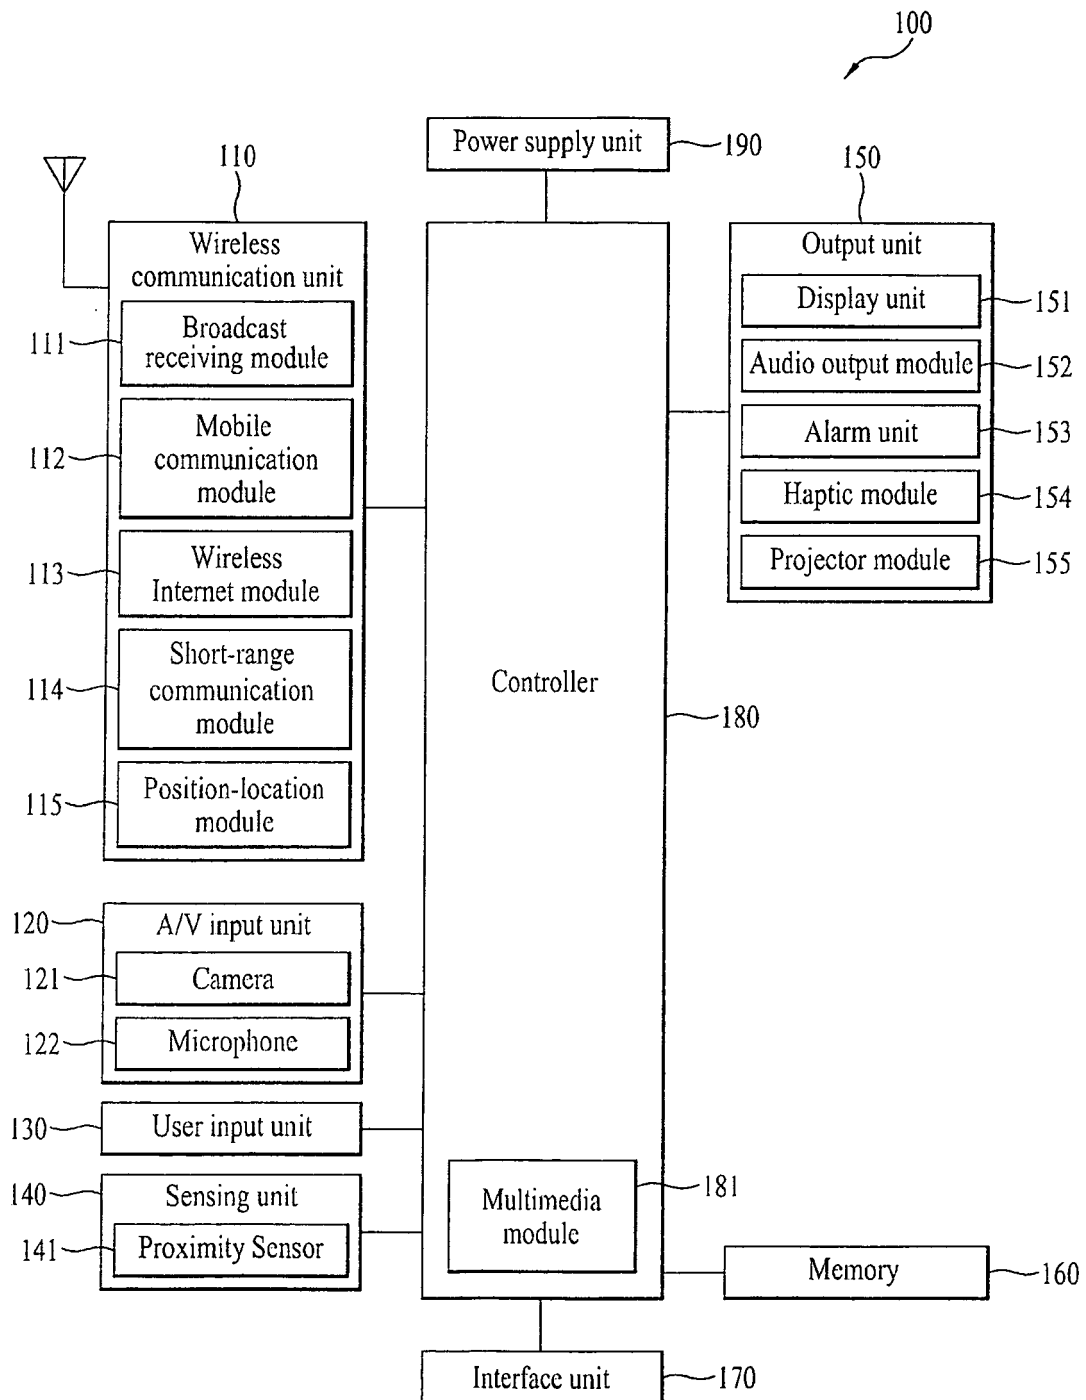 100
Power supply unit
190
110
Wireless
communication unit
111
Broadcast
receiving module
112
Mobile
communication
module
113
Wireless
Internet module
114
Short-range
communication
module
115
Position-location
module
120
A/V input unit
121
Camera
122
Microphone
130
User input unit
140
Sensing unit
141
Proximity Sensor
Controller
180
Multimedia
module
181
150
Output unit
Display unit
151
Audio output module
152
Alarm unit
153
Haptic module
154
Projector module
155
Memory
160
Interface unit
170